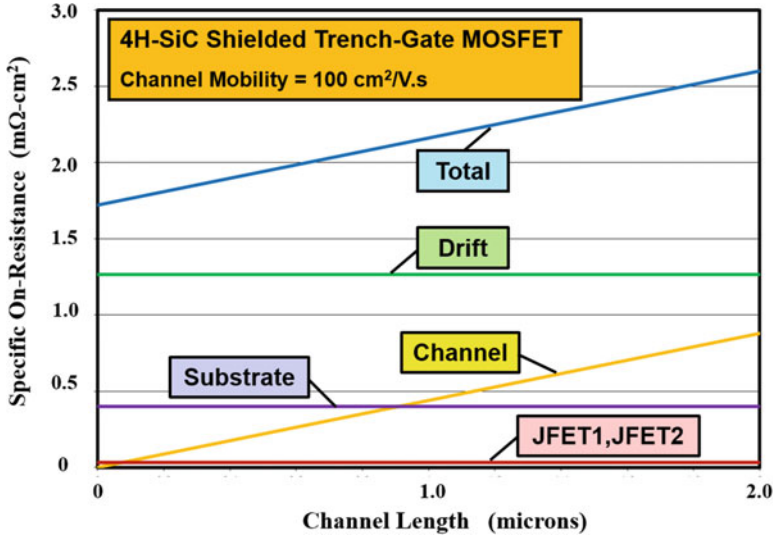 3.0
2.5
2.0
1.5
1.0
0.5
0
4H-SiC Shielded Trench-Gate MOSFET
Channel Mobility = 100 cm²/V.s
Total
Drift
Channel
Substrate
JFET1,JFET2
0
1.0
2.0
Channel Length (microns)
Specific On-Resistance (mΩ-cm²)